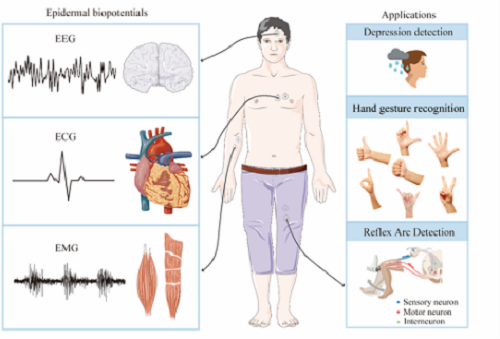 Epidermal biopotentials
EEG
ECG
EMG
Applications
Depression detection
Hand gesture recognition
Reflex Arc Detection
Sensory neuron
Motor neuron
Interneuron